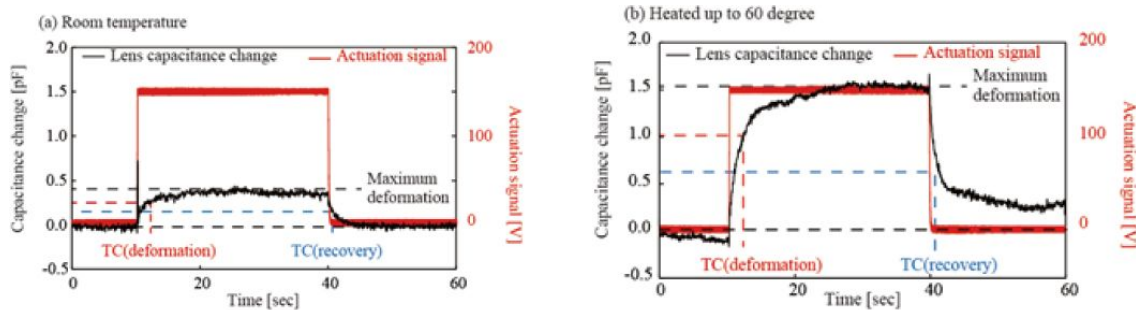 (a) Room temperature
2.0
1.5
1.0
0.5
0.0
-0.5
Capacitance change [pF]
Lens capacitance change
Actuation signal
200
100
0
Actuation signal [V]
Maximum
deformation
TC(deformation)
TC(recovery)
0
20
40
60
Time [sec]
(b) Heated up to 60 degree
2.0
1.5
1.0
0.5
0.0
-0.5
Capacitance change [pF]
Lens capacitance change
Actuation signal
200
100
0
Actuation signal [V]
Maximum
deformation
TC(deformation)
TC(recovery)
0
20
40
60
Time [sec]